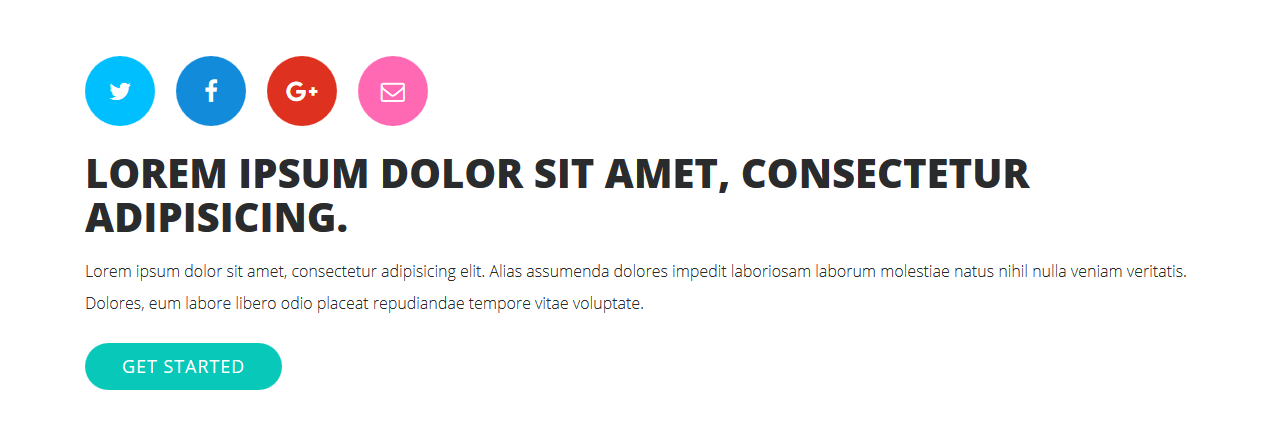 LOREM IPSUM DOLOR SIT AMET, CONSECTETUR
ADIPISICING.
Lorem ipsum dolor sit amet, consectetur adipisicing elit. Alias assumenda dolores impedit laboriosam laborum molestiae natus nihil nulla veniam veritatis.
Dolores, eum labore libero odio placeat repudiandae tempore vitae voluptate.
GET STARTED